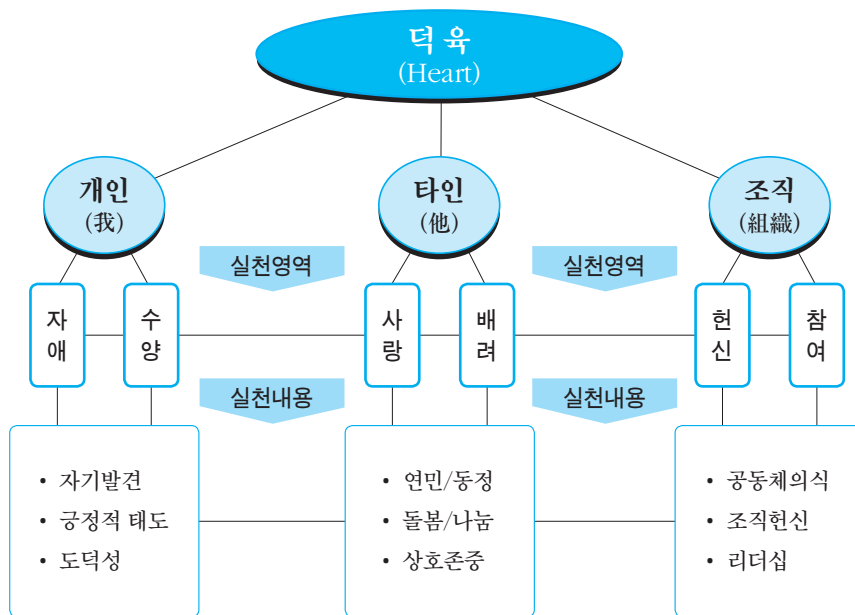 덕 육
(Heart)
개인
(我)
타인
(他)
조직
(組織)
실천영역
실천영역
자애
수양
사랑
배려
헌신
참여
실천내용
실천내용
• 자기발견
• 긍정적 태도
• 도덕성
• 연민/동정
• 돌봄/나눔
• 상호존중
• 공동체의식
• 조직헌신
• 리더십